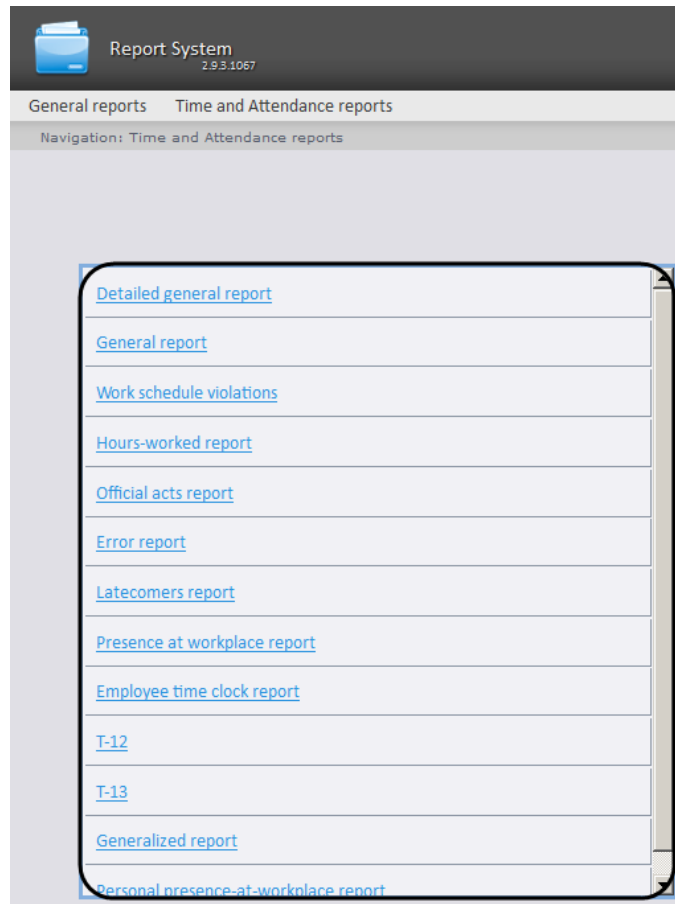 Report System
2.9.3.1067
General reports Time and Attendance reports
Navigation: Time and Attendance reports
Detailed general report
General report
Work schedule violations
Hours-worked report
Official acts report
Error report
Latecomers report
Presence at workplace report
Employee time clock report
T-12
T-13
Generalized report
Personal presence-at-workplace report